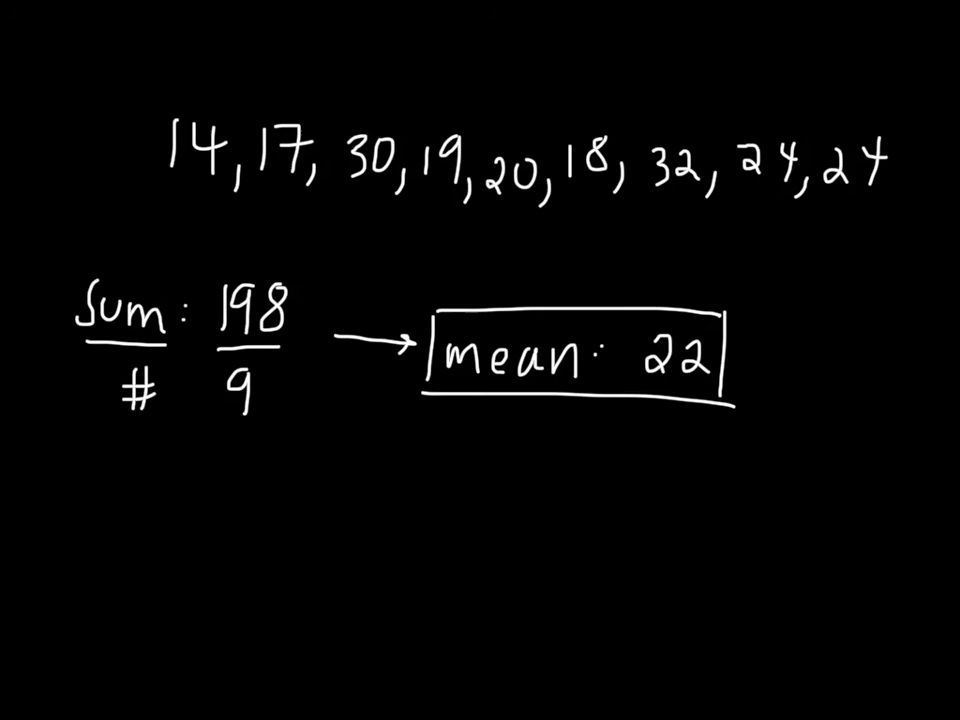 14, 17, 30, 19, 20, 18, 32, 24, 24
Sum: 198
# 9
mean: 22